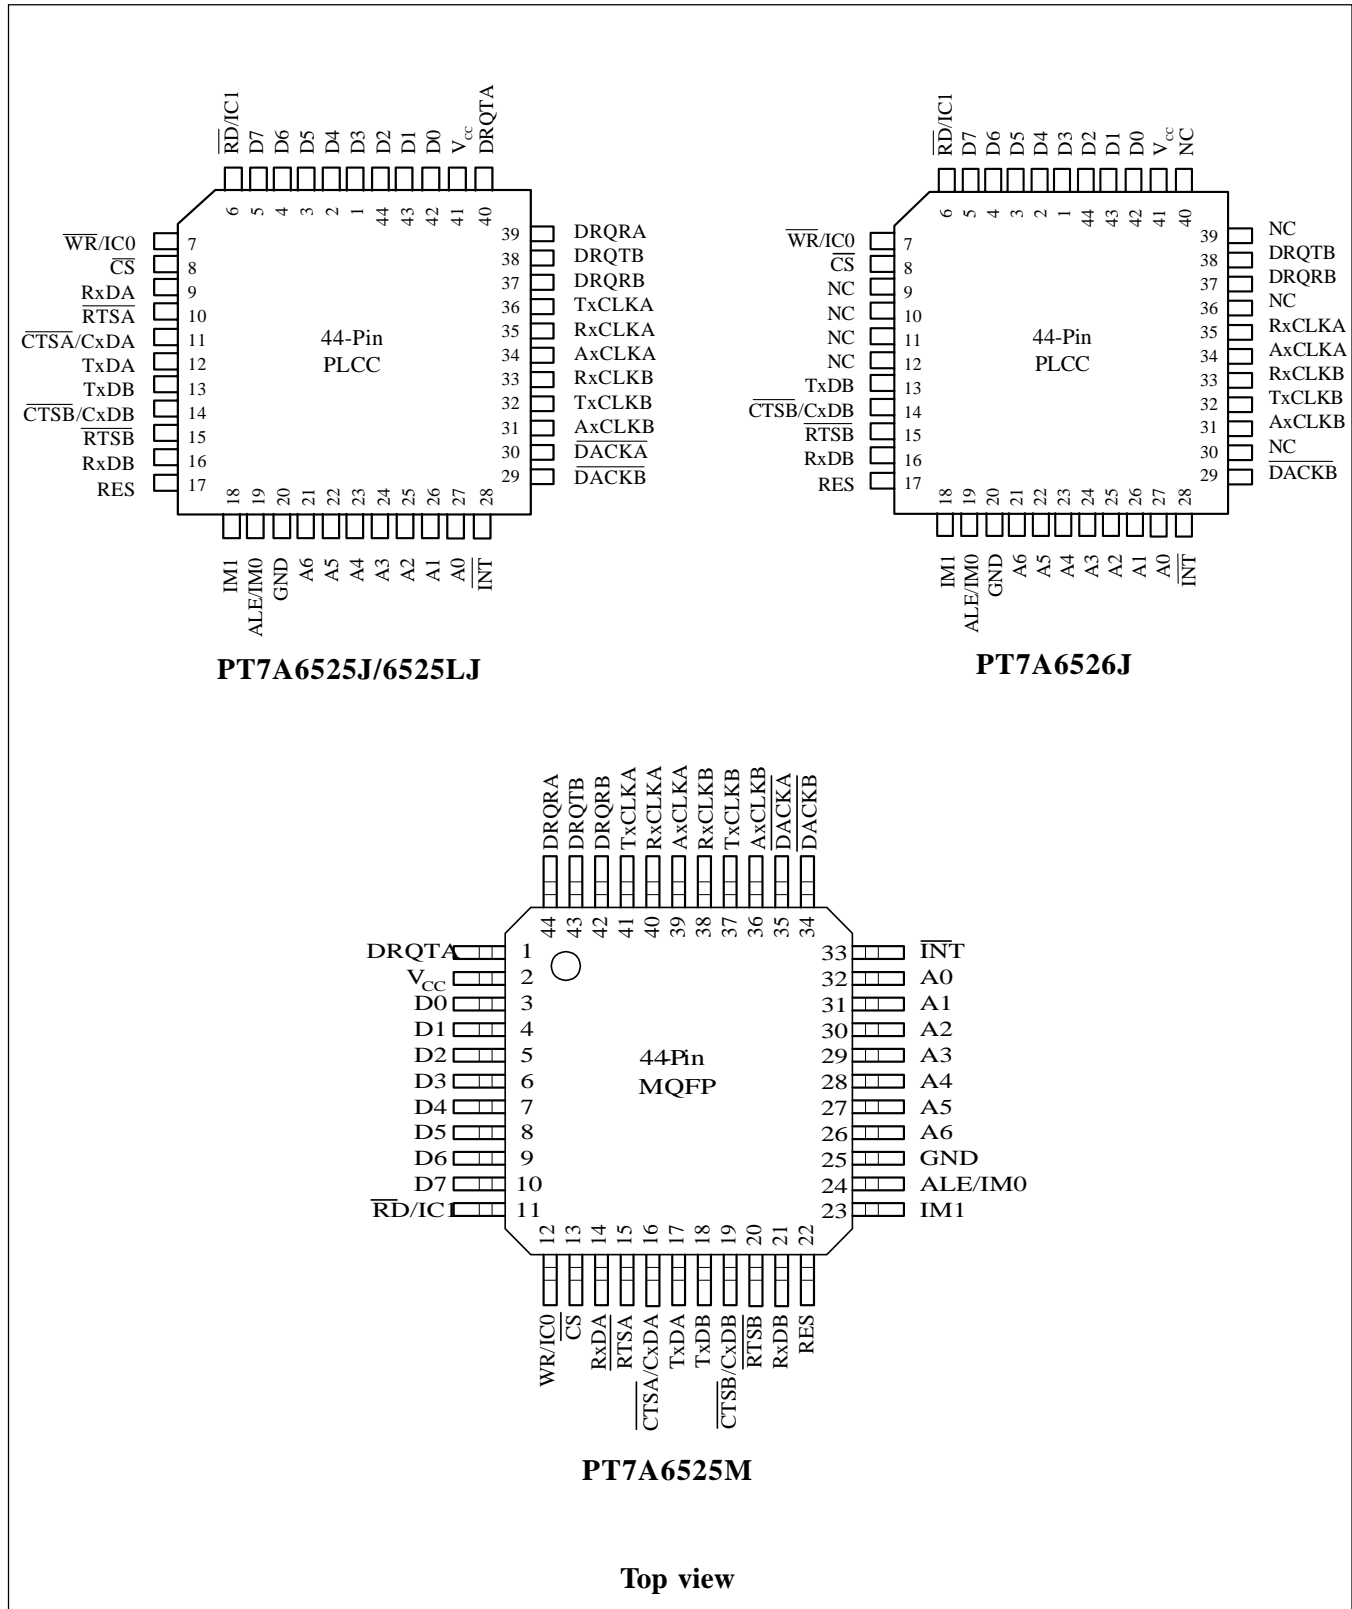 RD/IC1
D7
D6
D5
D4
D3
D2
D1
D0
Vcc
DRQTA
6
5
4
3
2
1
44
43
42
41
40
WR/IC0 7
CS 8
RxDA 9
RTSA 10
CTSA/CxDA 11
TxDA 12
TxDB 13
CTSB/CxDB 14
RTSB 15
RxDB 16
RES 17
44-Pin
PLCC
39 DRQRA
38 DRQTB
37 DRQRB
36 TxCLKA
35 RxCLKA
34 AxCLKA
33 RxCLKB
32 TxCLKB
31 AxCLKB
30 DACKA
29 DACKB
18
19
20
21
22
23
24
25
26
27
28
IM1
ALE/IM0
GND
A6
A5
A4
A3
A2
A1
A0
INT
PT7A6525J/6525LJ
RD/IC1
D7
D6
D5
D4
D3
D2
D1
D0
Vcc
NC
6
5
4
3
2
1
44
43
42
41
40
WR/IC0 7
CS 8
NC 9
NC 10
NC 11
NC 12
TxDB 13
CTSB/CxDB 14
RTSB 15
RxDB 16
RES 17
44-Pin
PLCC
39 NC
38 DRQTB
37 DRQRB
36 NC
35 RxCLKA
34 AxCLKA
33 RxCLKB
32 TxCLKB
31 AxCLKB
30 NC
29 DACKB
18
19
20
21
22
23
24
25
26
27
28
IM1
ALE/IM0
GND
A6
A5
A4
A3
A2
A1
A0
INT
PT7A6526J
DRQRA
DRQTB
DRQRB
TxCLKA
RxCLKA
AxCLKA
RxCLKB
TxCLKB
AxCLKB
DACKA
DACKB
44
43
42
41
40
39
38
37
36
35
34
DRQTA 1
VCC 2
D0 3
D1 4
D2 5
D3 6
D4 7
D5 8
D6 9
D7 10
RD/IC1 11
44-Pin
MQFP
33 INT
32 A0
31 A1
30 A2
29 A3
28 A4
27 A5
26 A6
25 GND
24 ALE/IM0
23 IM1
12
13
14
15
16
17
18
19
20
21
22
WR/IC0
CS
RxDA
RTSA
CTSA/CxDA
TxDA
TxDB
CTSB/CxDB
RTSB
RxDB
RES
PT7A6525M
Top view